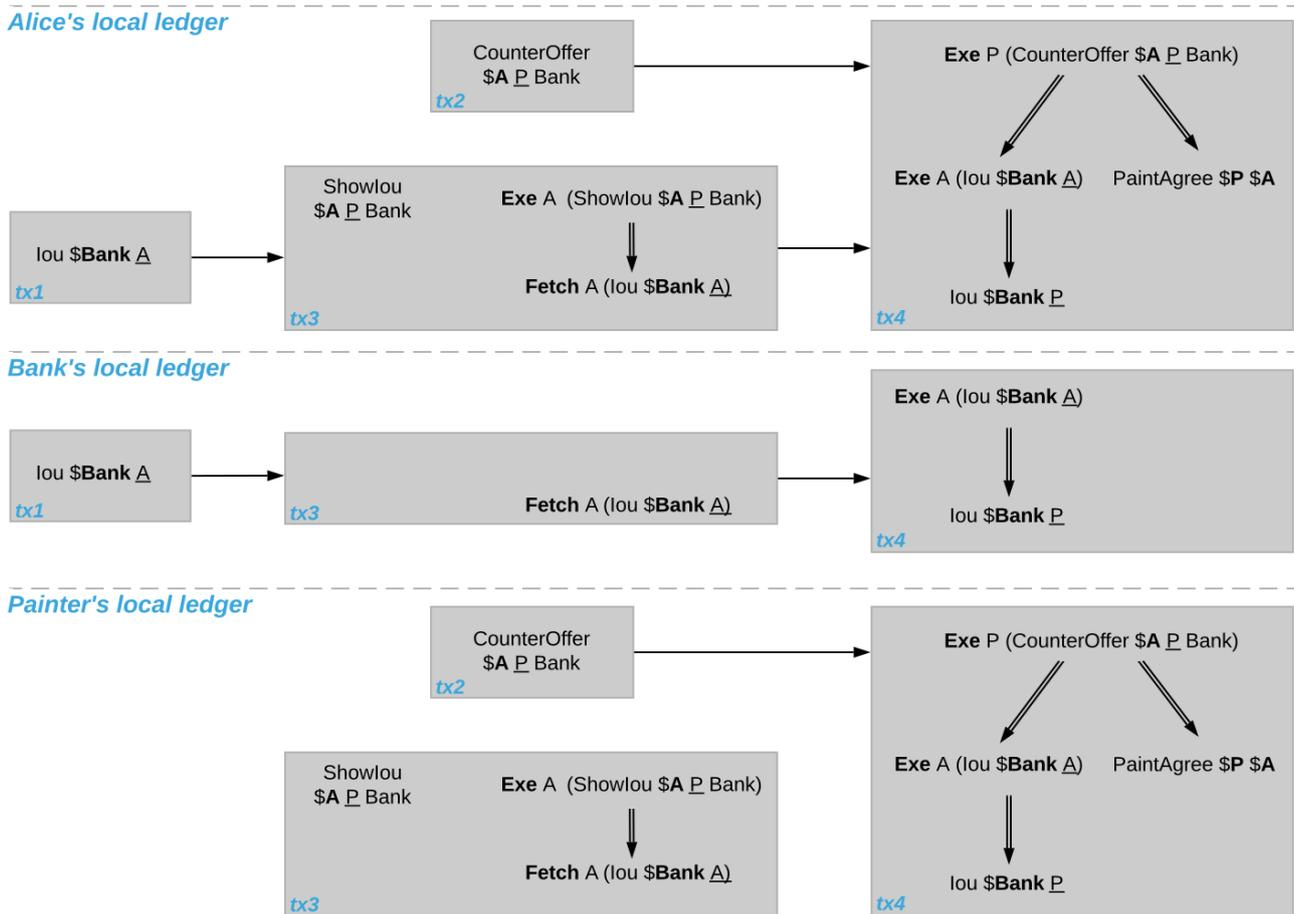 Alice's local ledger
CounterOffer
$A P Bank
tx2
Exe P (CounterOffer $A P Bank)
Exe A (Iou $Bank A)
PaintAgree $P $A
Iou $Bank P
tx4
ShowIou
$A P Bank
Exe A (ShowIou $A P Bank)
Fetch A (Iou $Bank A)
tx3
Iou $Bank A
tx1
Bank's local ledger
Iou $Bank A
tx1
Fetch A (Iou $Bank A)
tx3
Exe A (Iou $Bank A)
Iou $Bank P
tx4
Painter's local ledger
CounterOffer
$A P Bank
tx2
Exe P (CounterOffer $A P Bank)
Exe A (Iou $Bank A)
PaintAgree $P $A
Iou $Bank P
tx4
ShowIou
$A P Bank
Exe A (ShowIou $A P Bank)
Fetch A (Iou $Bank A)
tx3